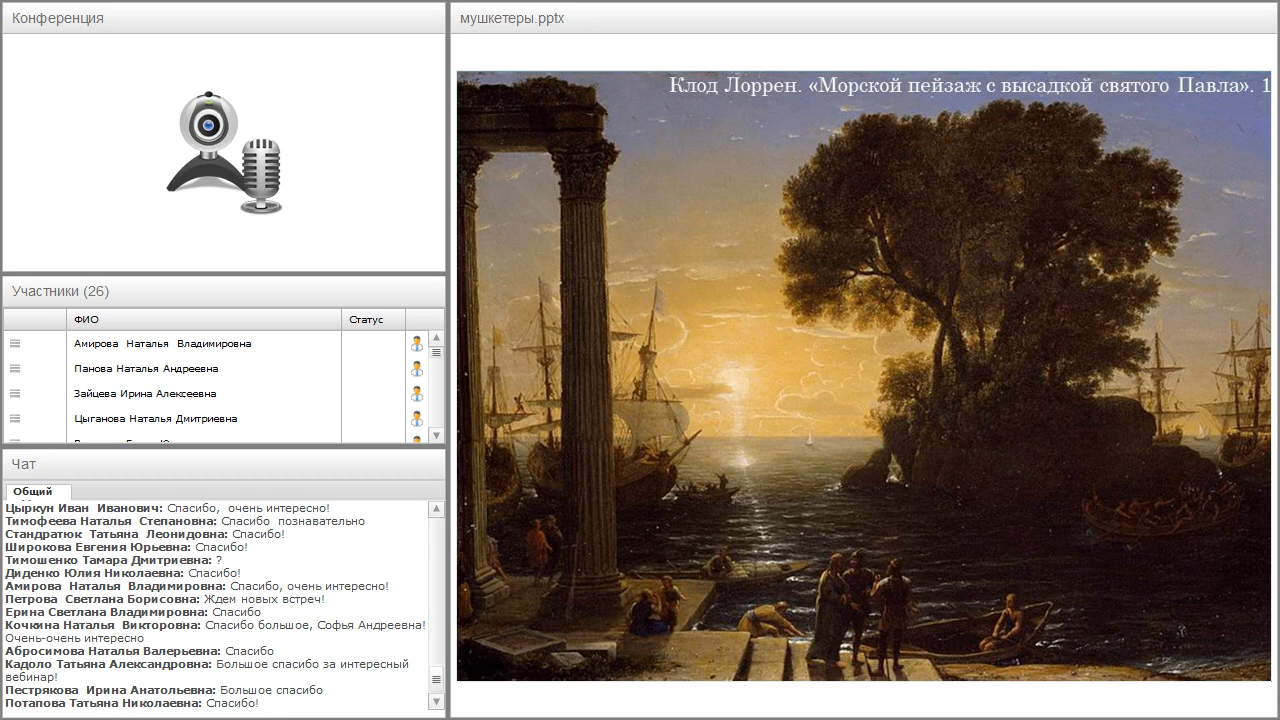 Конференция
мушкетеры.pptx
Клод Лоррен. «Морской пейзаж с высадкой святого Павла». 1
Участники (26)
ФИО Статус
Амирова Наталья Владимировна
Панова Наталья Андреевна
Зайцева Ирина Алексеевна
Цыганова Наталья Дмитриевна
Чат
Общий
Цыркун Иван Иванович: Спасибо, очень интересно!
Тимофеева Наталья Степановна: Спасибо познавательно
Стандратюк Татьяна Леонидовна: Спасибо!
Широкова Евгения Юрьевна: Спасибо!
Тимошенко Тамара Дмитриевна: ?
Диденко Юлия Николаевна: Спасибо!
Амирова Наталья Владимировна: Спасибо, очень интересно!
Петрова Светлана Борисовна: Ждем новых встреч!
Ерина Светлана Владимировна: Спасибо
Кочкина Наталья Викторовна: Спасибо большое, Софья Андреевна!
Очень-очень интересно
Абросимова Наталья Валерьевна: Спасибо
Кадоло Татьяна Александровна: Большое спасибо за интересный
вебинар!
Пестрякова Ирина Анатольевна: Большое спасибо
Потапова Татьяна Николаевна: Спасибо!